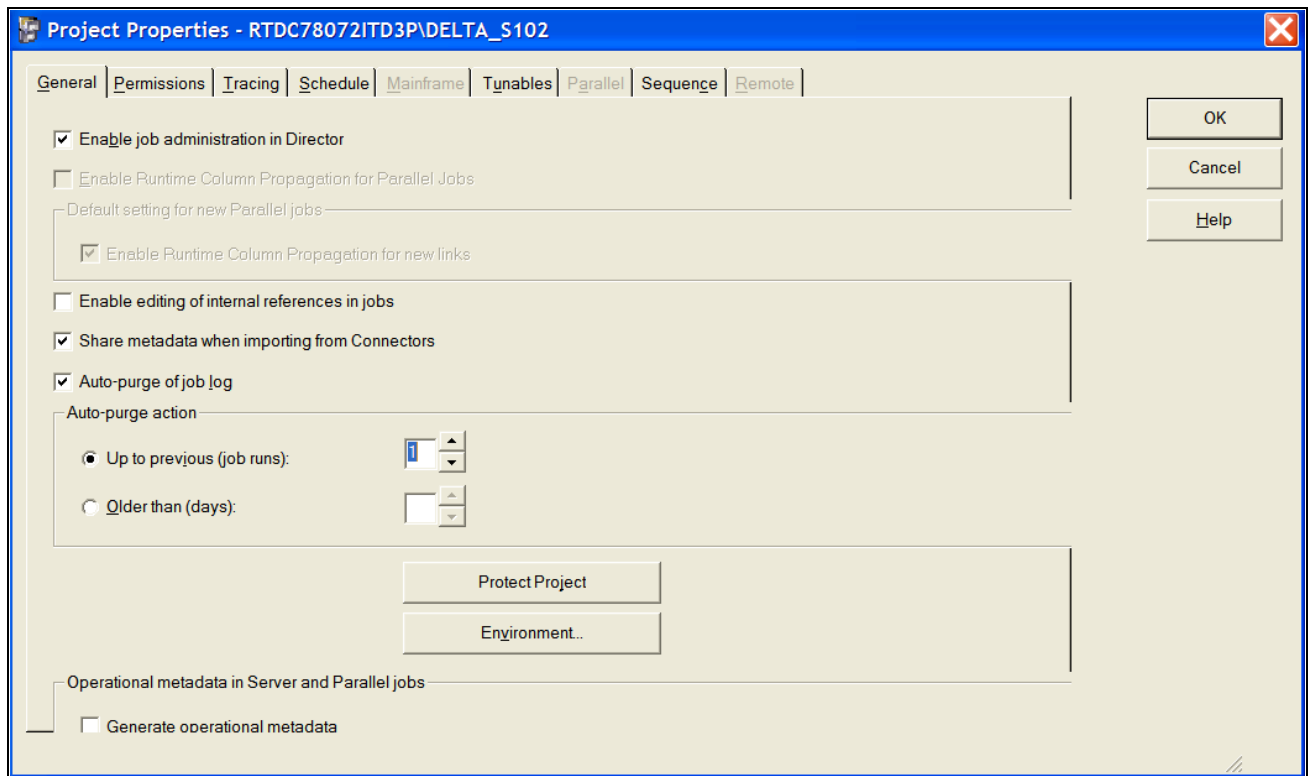 Project Properties - RTDC78072ITD3P\DELTA_S102
General Permissions Tracing Schedule Mainframe Tunables Parallel Sequence Remote
Enable job administration in Director
OK
Enable Runtime Column Propagation for Parallel Jobs
Cancel
Default setting for new Parallel jobs
Help
Enable Runtime Column Propagation for new links
Enable editing of internal references in jobs
Share metadata when importing from Connectors
Auto-purge of job log
Auto-purge action
Up to previous (job runs): 1
Older than (days):
Protect Project
Environment...
Operational metadata in Server and Parallel jobs
Generate operational metadata